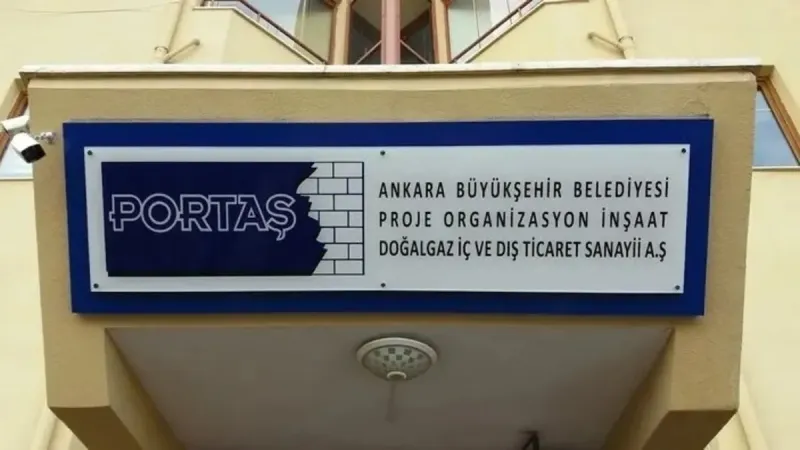 PORTAŞ
ANKARA BÜYÜKŞEHİR BELEDİYESİ
PROJE ORGANİZASYON İNŞAAT
DOĞALGAZ İÇ VE DIŞ TİCARET SANAYİİ A.Ş